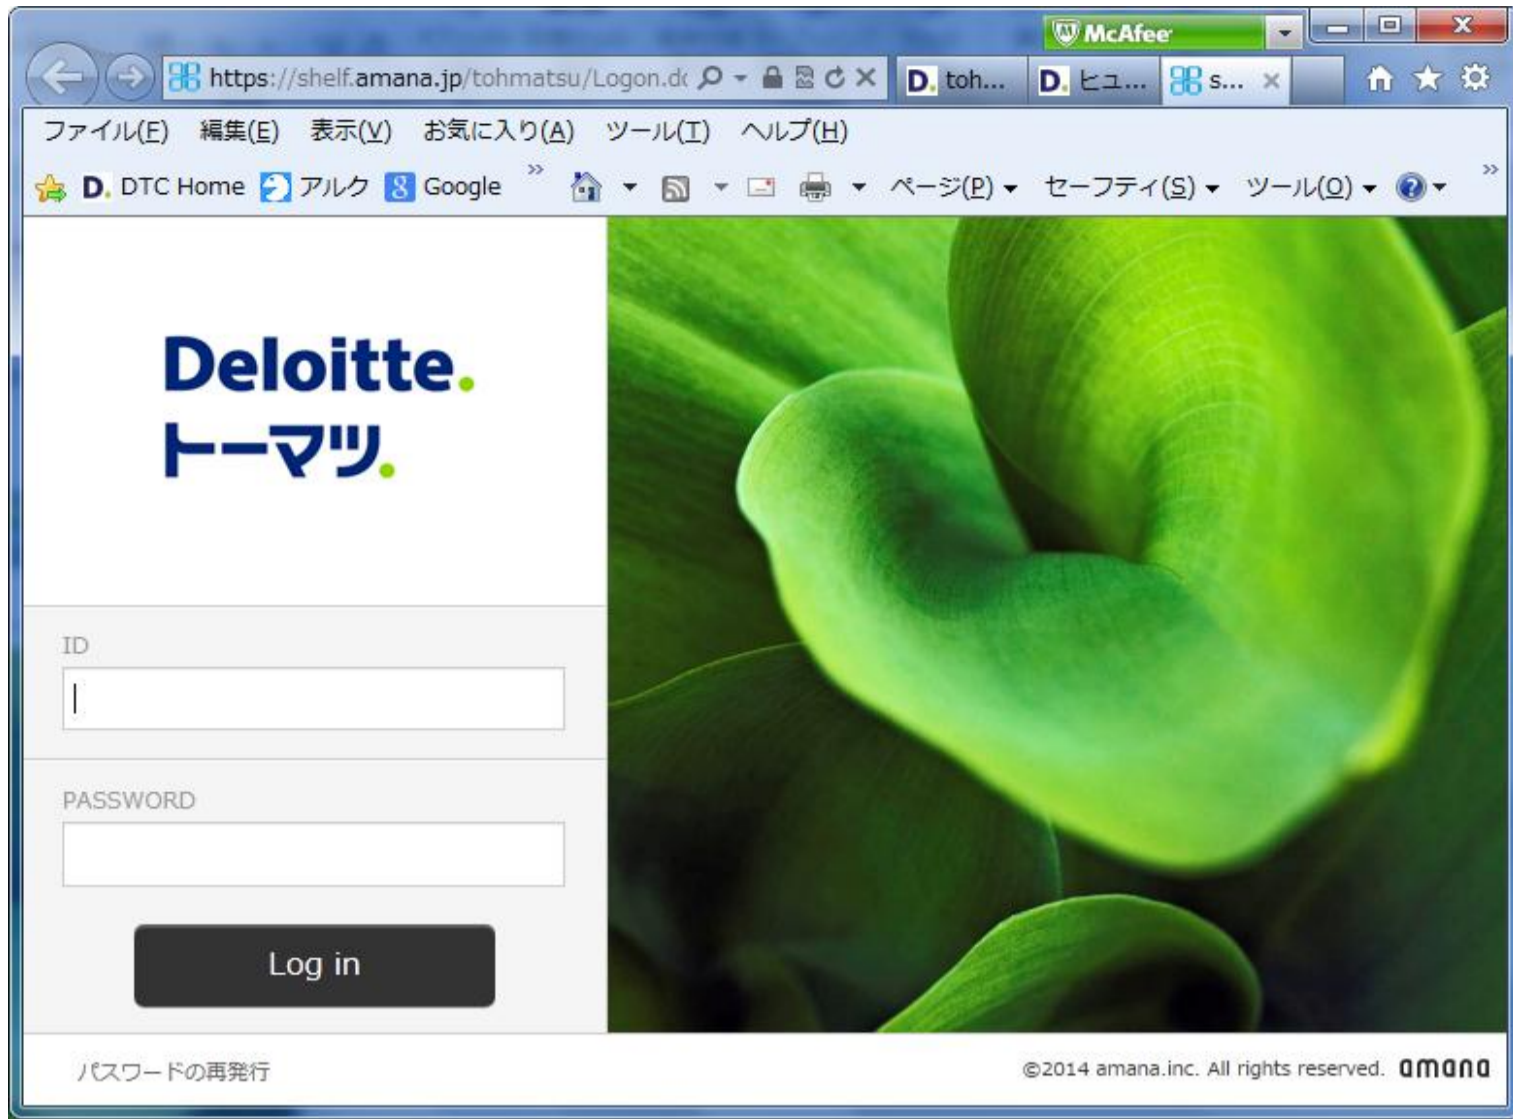 McAfee
https://shelf.amana.jp/tohmatsu/Logon.dc
D. toh...
D. ヒュ...
s...
ファイル(F) 編集(E) 表示(V) お気に入り(A) ツール(T) ヘルプ(H)
D. DTC Home アルク 8 Google ページ(P) セーフティ(S) ツール(O)
Deloitte.
トーマツ.
ID
PASSWORD
Log in
パスワードの再発行
©2014 amana.inc. All rights reserved. amana